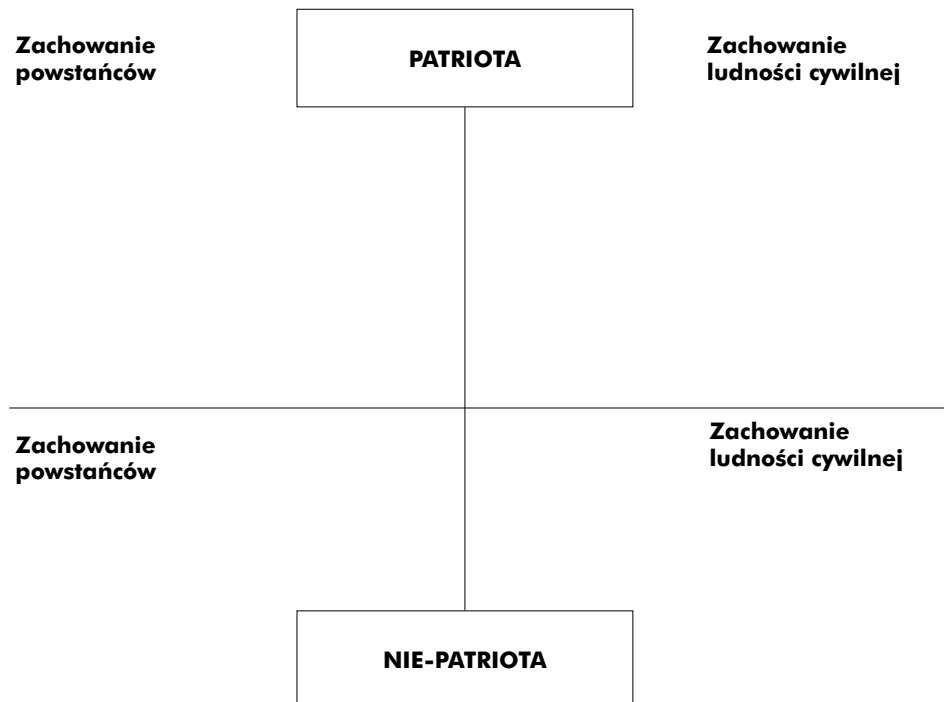 Zachowanie
powstańców
PATRIOTA
Zachowanie
ludności cywilnej
Zachowanie
powstańców
Zachowanie
ludności cywilnej
NIE-PATRIOTA